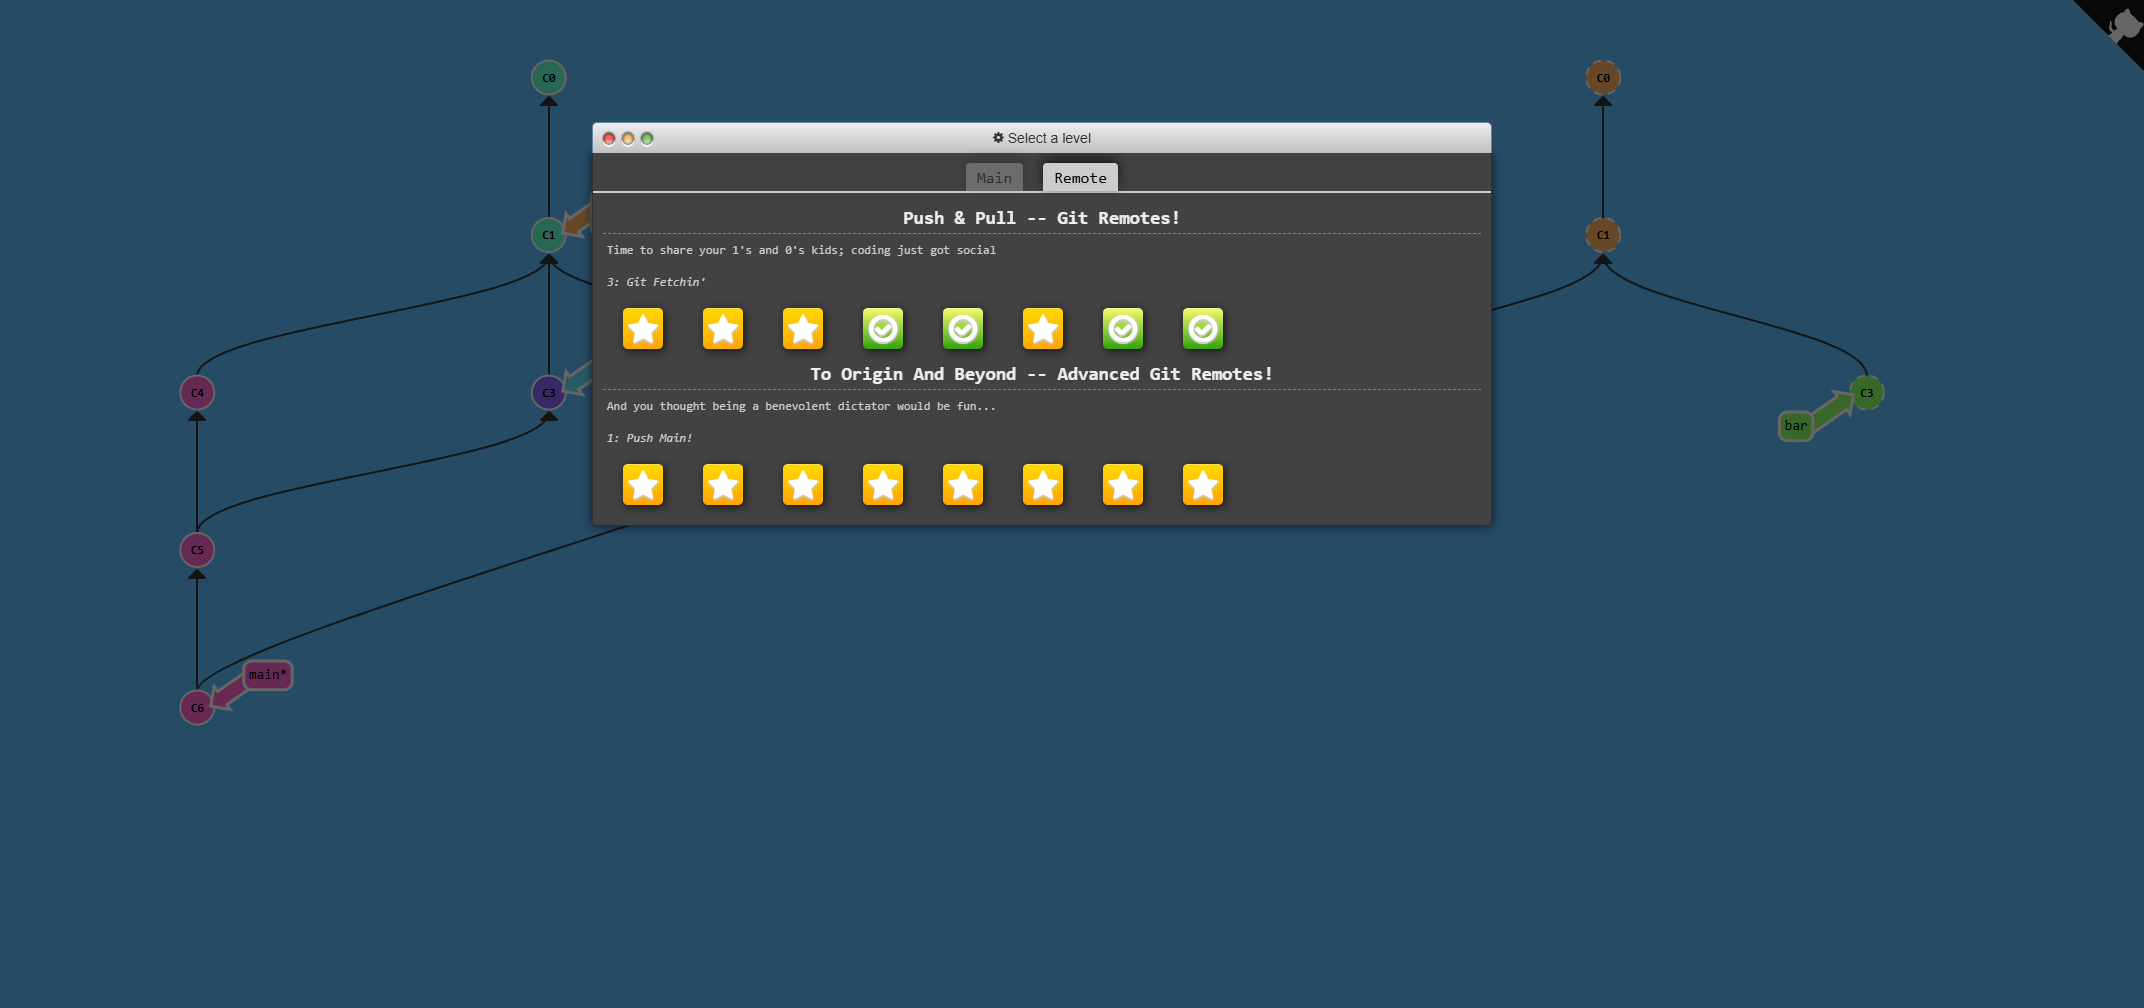 C0
C0
Select a level
Main Remote
Push & Pull -- Git Remotes!
C1
C1
Time to share your 1's and 0's kids; coding just got social
3: Git Fetchin'
To Origin And Beyond -- Advanced Git Remotes!
C4
C3
C3
And you thought being a benevolent dictator would be fun...
bar
1: Push Main!
C5
main*
C6